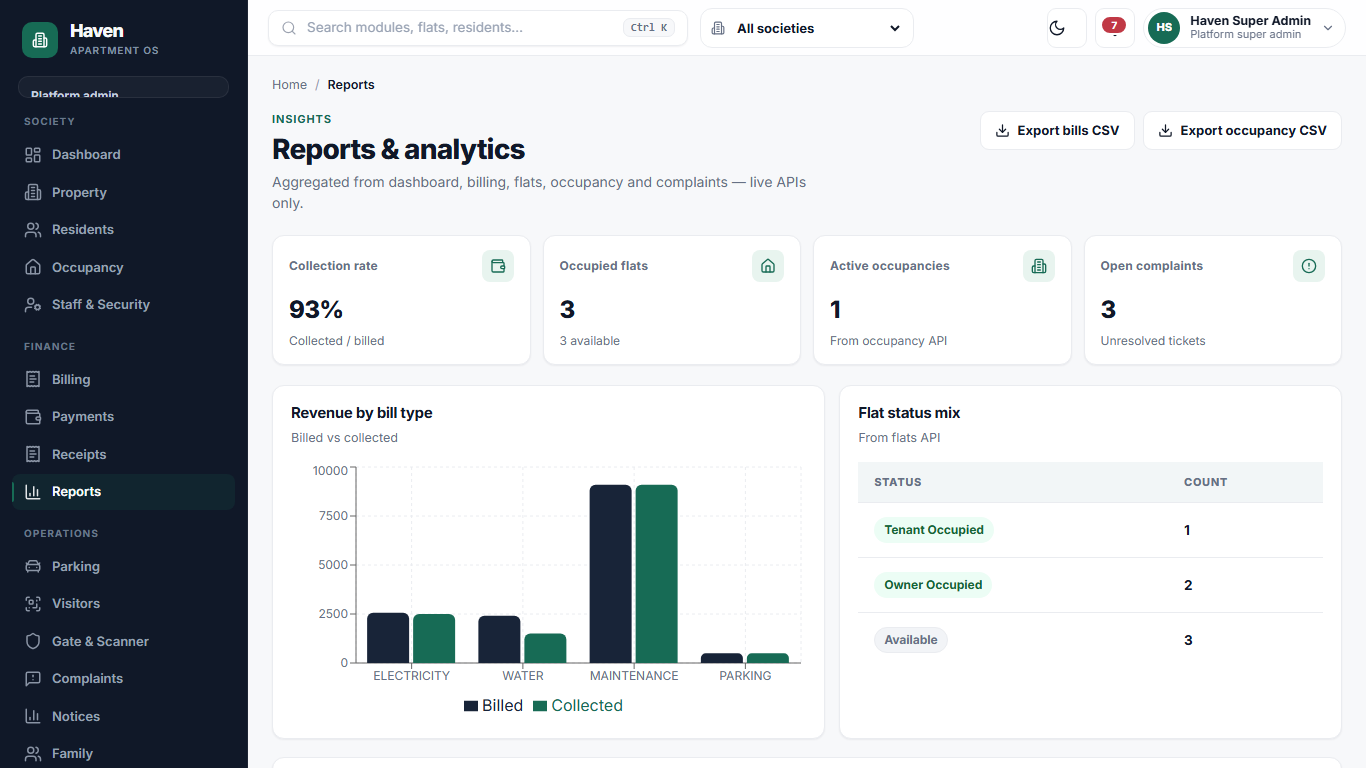 Haven
APARTMENT OS
Platform admin
SOCIETY
Dashboard
Property
Residents
Occupancy
Staff & Security
FINANCE
Billing
Payments
Receipts
Reports
OPERATIONS
Parking
Visitors
Gate & Scanner
Complaints
Notices
Family
Search modules, flats, residents...
Ctrl K
All societies
7
HS
Haven Super Admin
Platform super admin
Home / Reports
INSIGHTS
Reports & analytics
Aggregated from dashboard, billing, flats, occupancy and complaints — live APIs
only.
Export bills CSV
Export occupancy CSV
Collection rate
93%
Collected / billed
Occupied flats
3
3 available
Active occupancies
1
From occupancy API
Open complaints
3
Unresolved tickets
Revenue by bill type
Billed vs collected
10000
7500
5000
2500
0
ELECTRICITY WATER MAINTENANCE PARKING
Billed Collected
Flat status mix
From flats API
STATUS COUNT
Tenant Occupied 1
Owner Occupied 2
Available 3